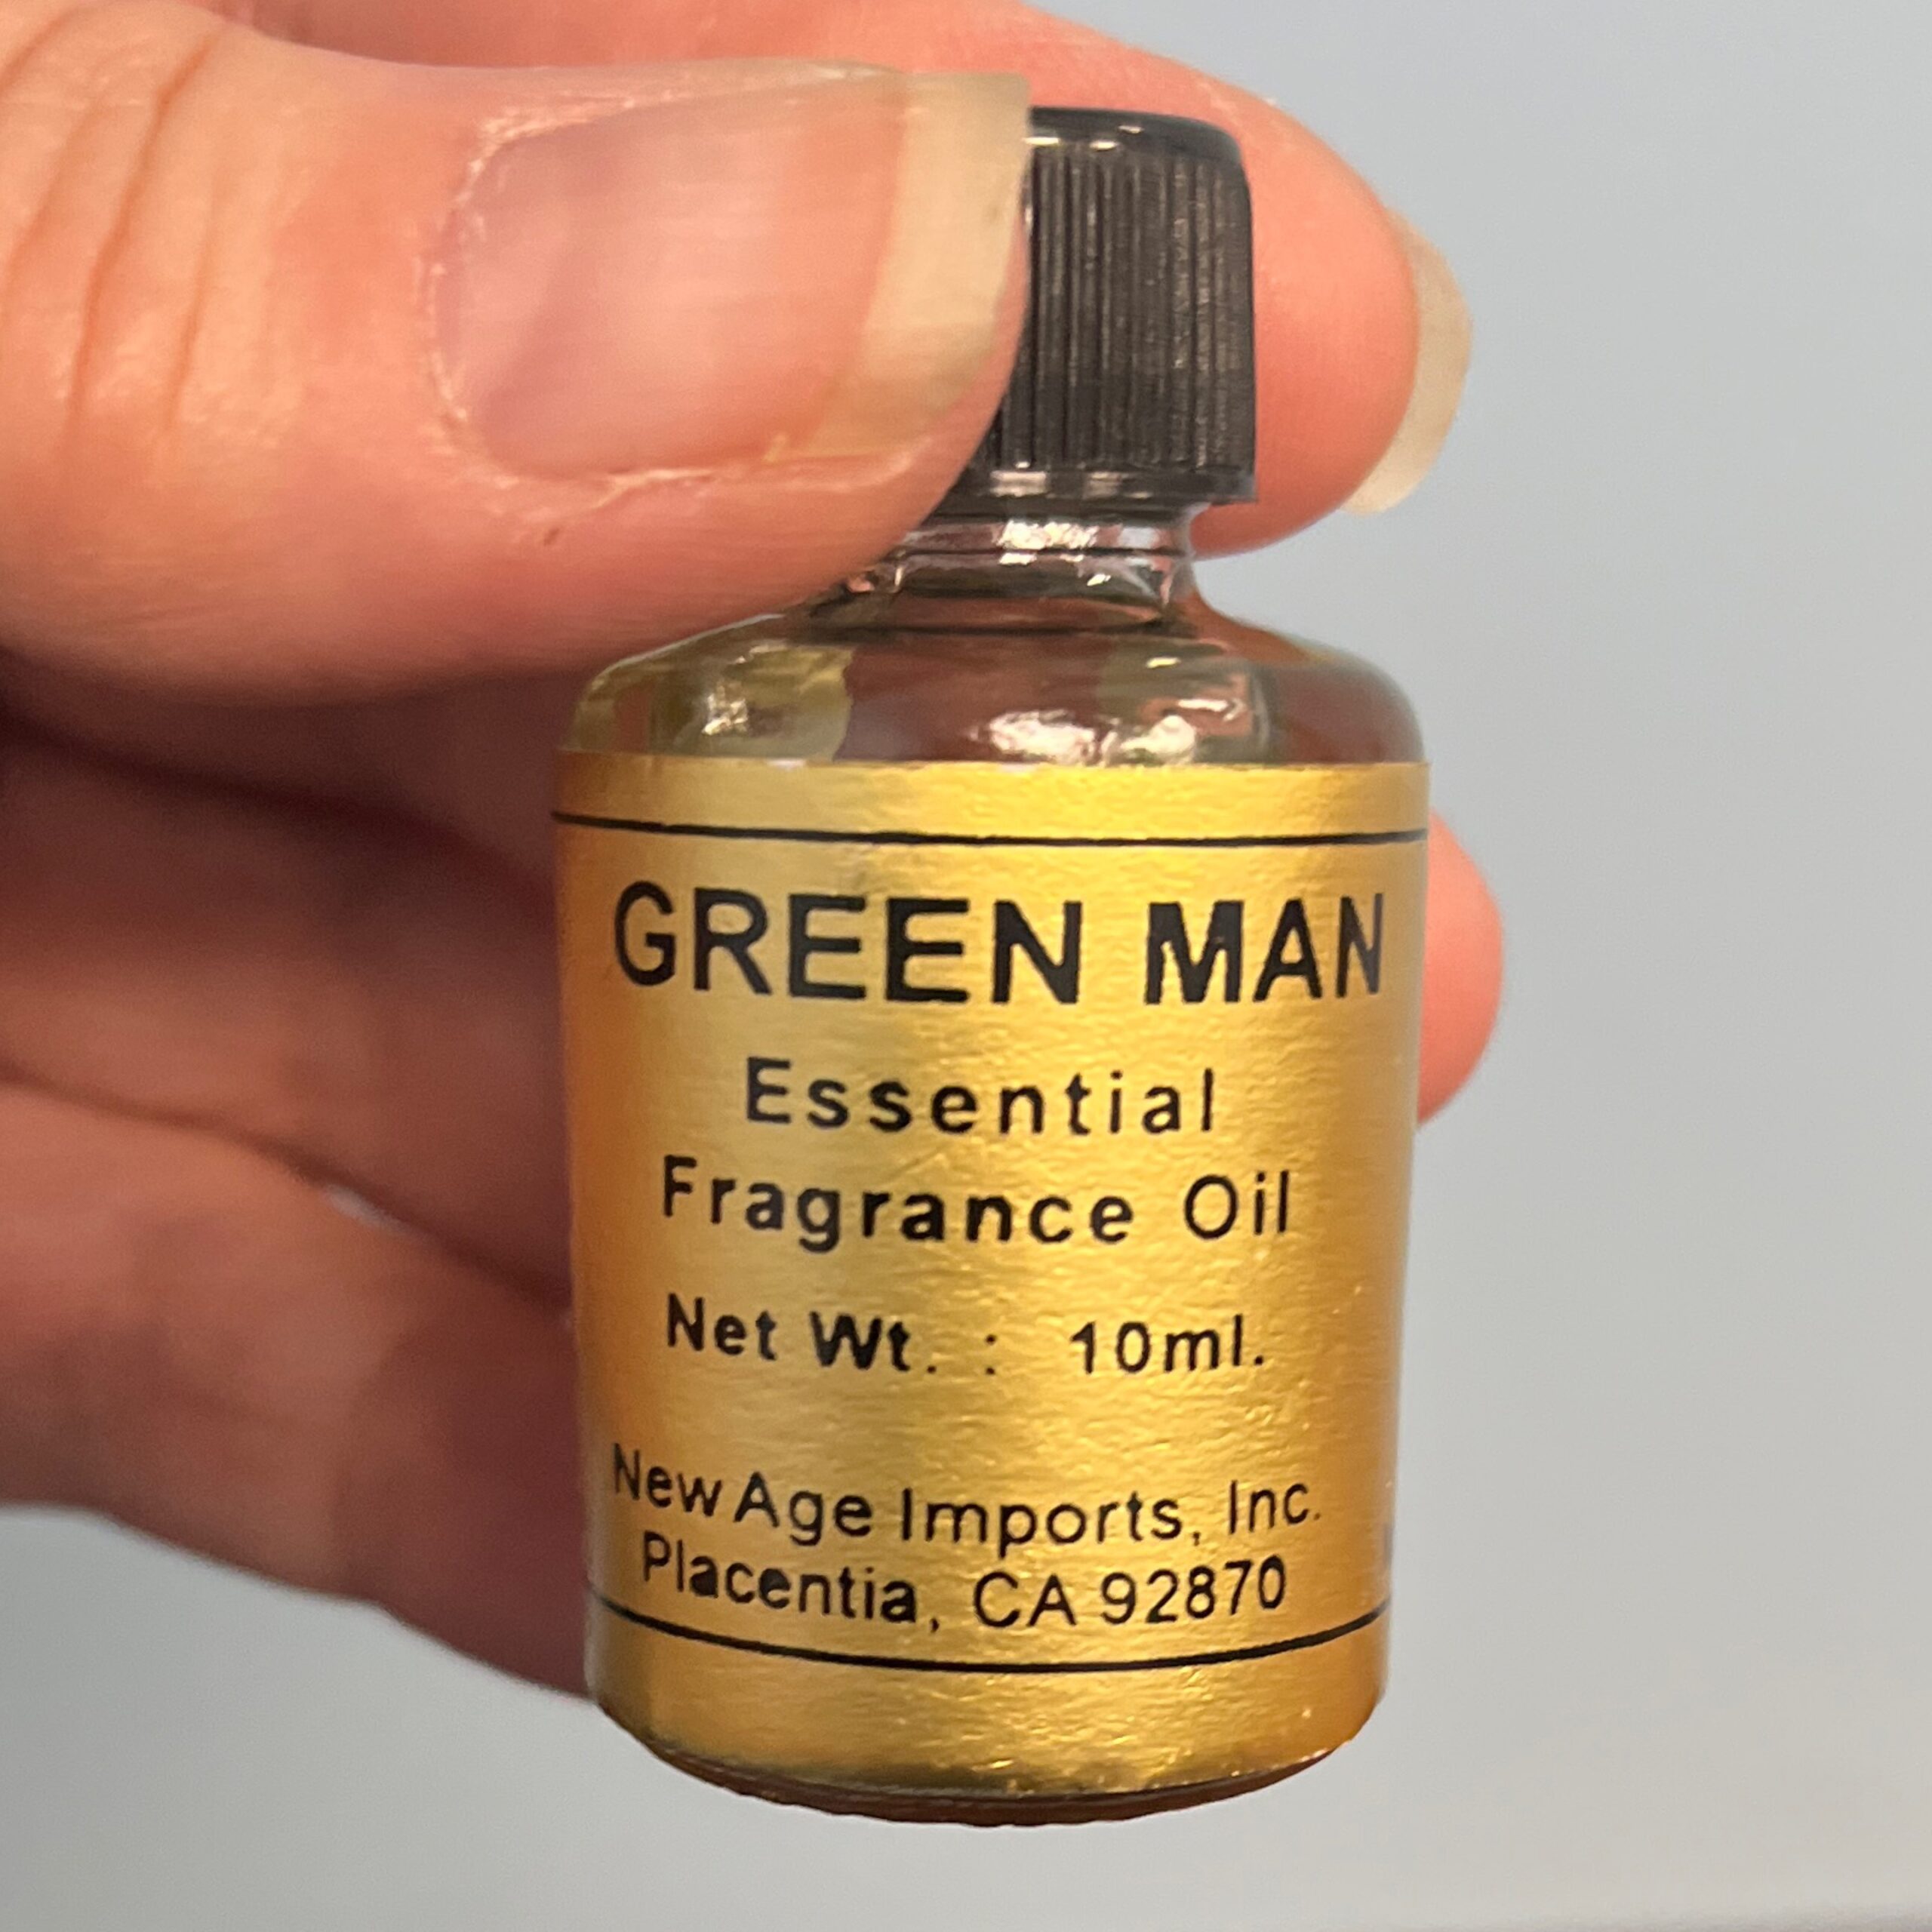 GREEN MAN
Essential
Fragrance Oil
Net Wt. : 10ml.
New Age Imports, Inc.
Placentia, CA 92870